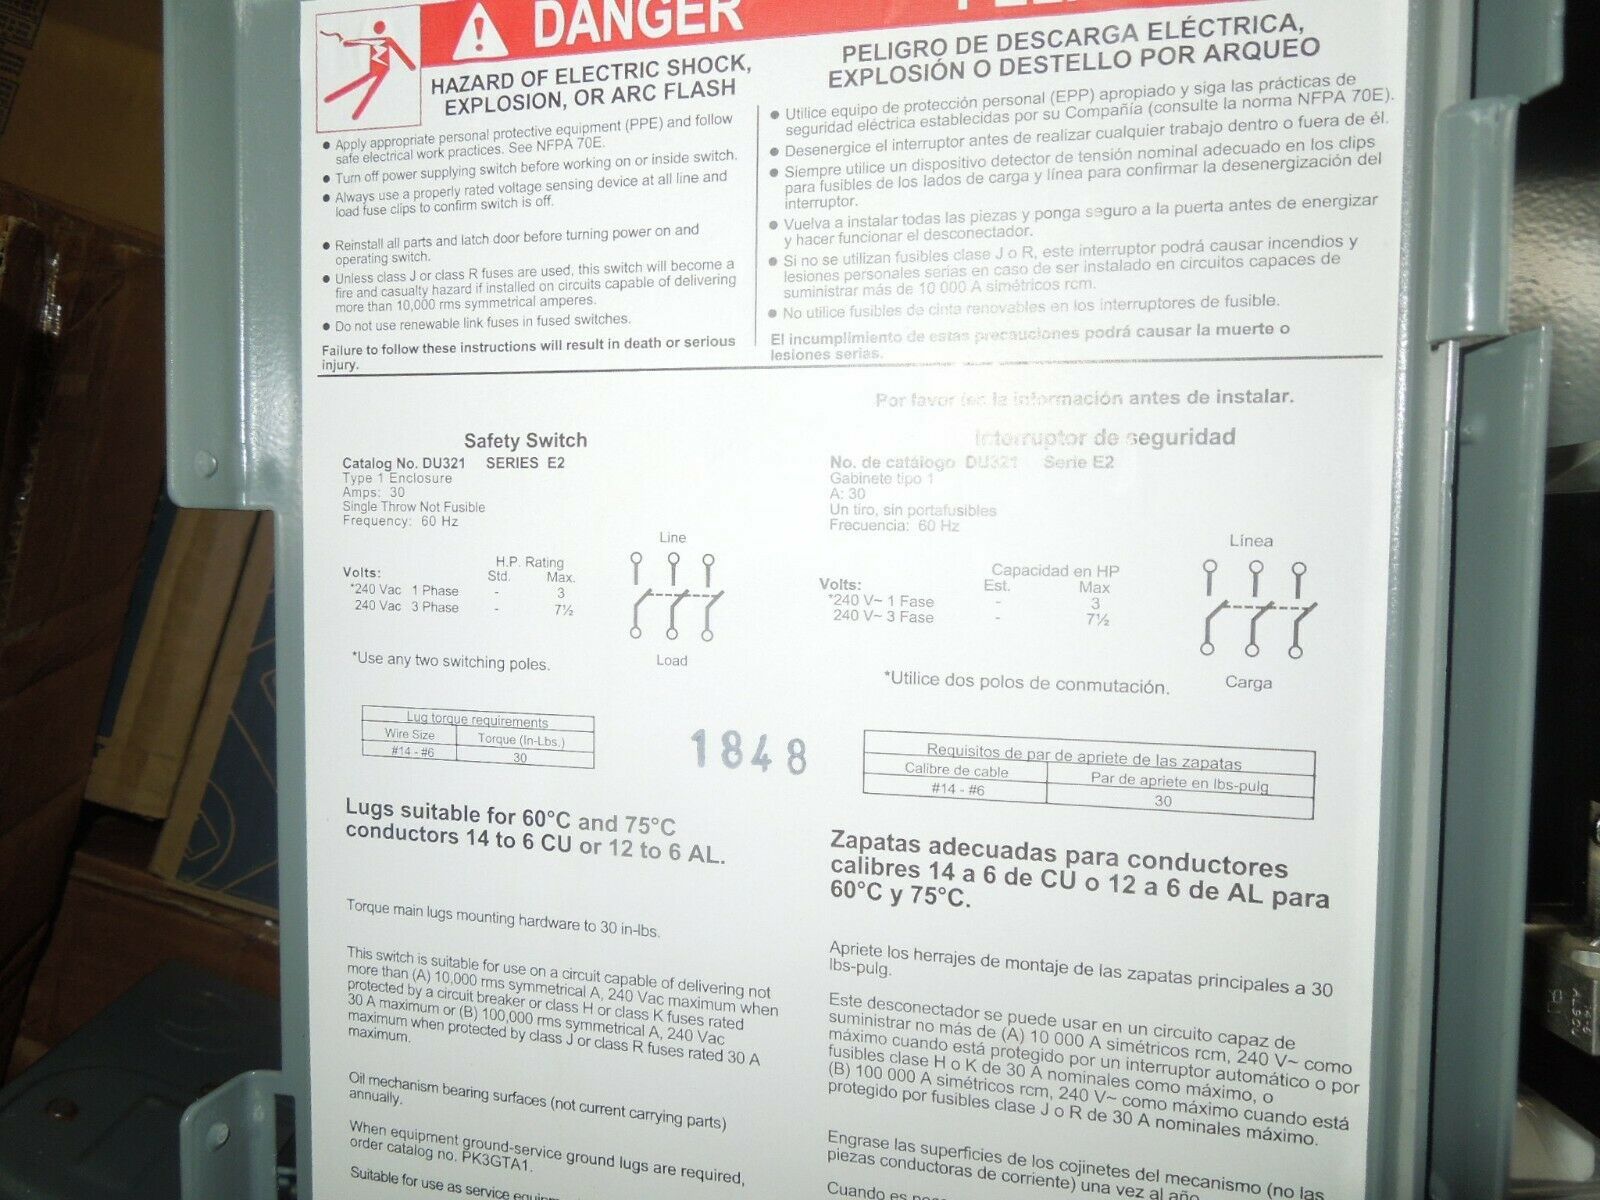 DANGER
HAZARD OF ELECTRIC SHOCK,
EXPLOSION, OR ARC FLASH
● Apply appropriate personal protective equipment (PPE) and follow
safe electrical work practices. See NFPA 70E.
● Turn off power supplying switch before working on or inside switch.
● Always use a properly rated voltage sensing device at all line and
load fuse clips to confirm switch is off.
● Reinstall all parts and latch door before turning power on and
operating switch.
● Unless class J or class R fuses are used, this switch will become a
fire and casualty hazard if installed on circuits capable of delivering
more than 10,000 rms symmetrical amperes.
● Do not use renewable link fuses in fused switches.
Failure to follow these instructions will result in death or serious
injury.
PELIGRO DE DESCARGA ELÉCTRICA,
EXPLOSIÓN O DESTELLO POR ARQUEO
● Utilice equipo de protección personal (EPP) apropiado y siga las prácticas de
seguridad eléctrica establecidas por su Compañía (consulte la norma NFPA 70E).
● Desenergice el interruptor antes de realizar cualquier trabajo dentro o fuera de él.
● Siempre utilice un dispositivo detector de tensión nominal adecuado en los clips
para fusibles de los lados de carga y línea para confirmar la desenergización del
interruptor.
● Vuelva a instalar todas las piezas y ponga seguro a la puerta antes de energizar
y hacer funcionar el desconectador.
● Si no se utilizan fusibles clase J o R, este interruptor podrá causar incendios y
lesiones personales serias en caso de ser instalado en circuitos capaces de
suministrar más de 10 000 A simétricos rcm.
● No utilice fusibles de cinta renovables en los interruptores de fusible.
El incumplimiento de estas precauciones podrá causar la muerte o
lesiones serias.
Por favor lea la información antes de instalar.
Safety Switch
Catalog No. DU321 SERIES E2
Type 1 Enclosure
Amps: 30
Single Throw Not Fusible
Frequency: 60 Hz
Line
H.P. Rating
Volts: Std. Max.
*240 Vac 1 Phase - 3
240 Vac 3 Phase - 7½
*Use any two switching poles.
Load
Interruptor de seguridad
No. de catálogo DU321 Serie E2
Gabinete tipo 1
A: 30
Un tiro, sin portafusibles
Frecuencia: 60 Hz
Línea
Capacidad en HP
Volts: Est. Max
*240 V~ 1 Fase - 3
240 V~ 3 Fase - 7½
*Utilice dos polos de conmutación.
Carga
Lug torque requirements
Wire Size Torque (In-Lbs.)
#14 - #6 30
1848
Requisitos de par de apriete de las zapatas
Calibre de cable Par de apriete en lbs-pulg
#14 - #6 30
Lugs suitable for 60°C and 75°C
conductors 14 to 6 CU or 12 to 6 AL.
Torque main lugs mounting hardware to 30 in-lbs.
This switch is suitable for use on a circuit capable of delivering not
more than (A) 10,000 rms symmetrical A, 240 Vac maximum when
protected by a circuit breaker or class H or class K fuses rated
30 A maximum or (B) 100,000 rms symmetrical A, 240 Vac
maximum when protected by class J or class R fuses rated 30 A
maximum.
Oil mechanism bearing surfaces (not current carrying parts)
annually.
When equipment ground-service ground lugs are required,
order catalog no. PK3GTA1.
Suitable for use as service
Zapatas adecuadas para conductores
calibres 14 a 6 de CU o 12 a 6 de AL para
60°C y 75°C.
Apriete los herrajes de montaje de las zapatas principales a 30
lbs-pulg.
Este desconectador se puede usar en un circuito capaz de
suministrar no más de (A) 10 000 A simétricos rcm, 240 V~ como
máximo cuando está protegido por un interruptor automático o por
fusibles clase H o K de 30 A nominales como máximo, o
(B) 100 000 A simétricos rcm, 240 V~ como máximo cuando está
protegido por fusibles clase J o R de 30 A nominales máximo.
Engrase las superficies de los cojinetes del mecanismo (no las
piezas conductoras de corriente) una vez al año.
Cuando es